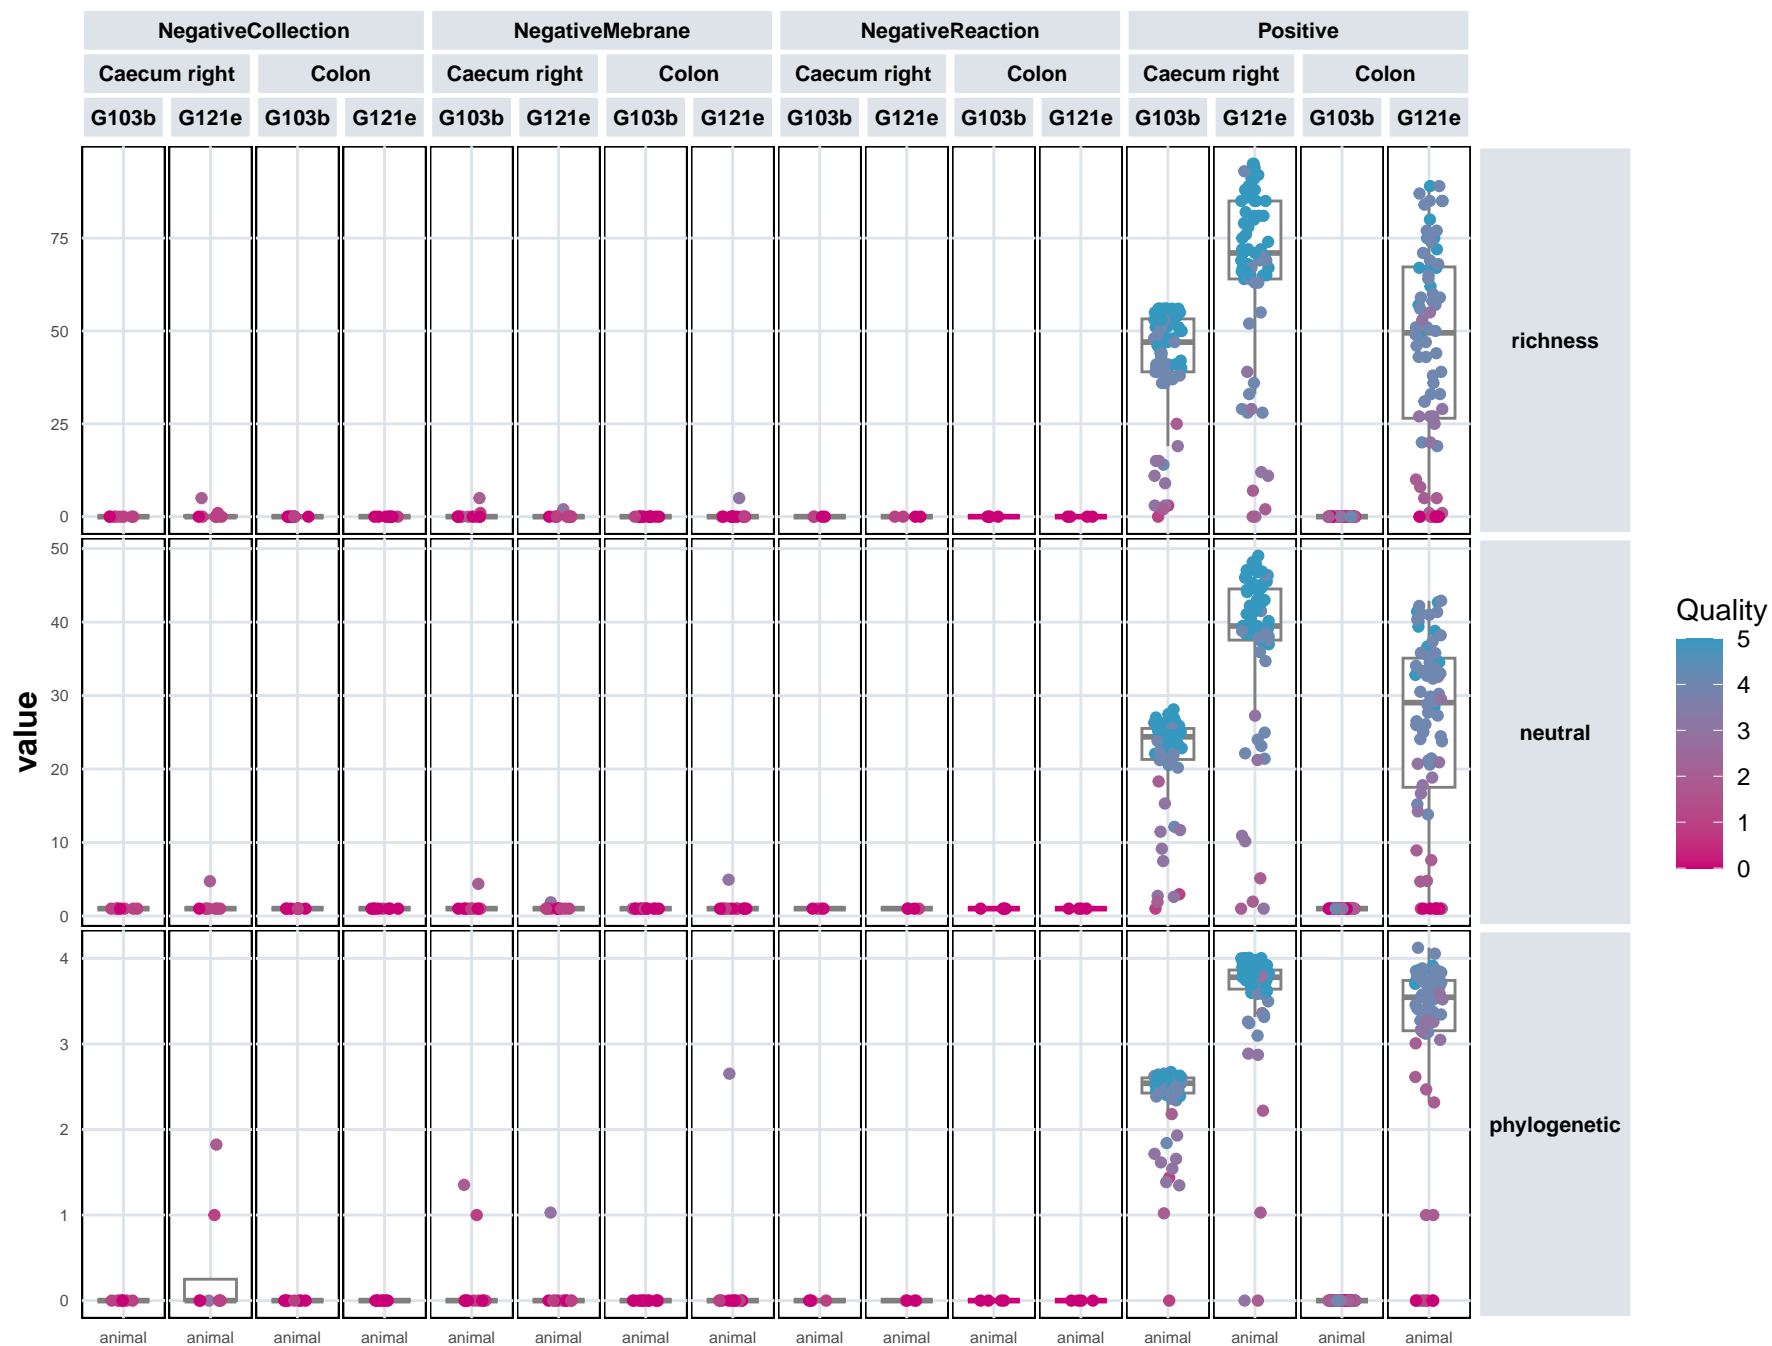 NegativeCollection NegativeMebrane NegativeReaction Positive
Caecum right Colon Caecum right Colon Caecum right Colon Caecum right Colon
G103b G121e G103b G121e G103b G121e G103b G121e G103b G121e G103b G121e G103b G121e G103b G121e
75
50
25
0
richness
50
40
30
20
10
0
neutral
4
3
2
1
0
phylogenetic
value
animal animal animal animal animal animal animal animal animal animal animal animal animal animal animal animal
Quality
5
4
3
2
1
0